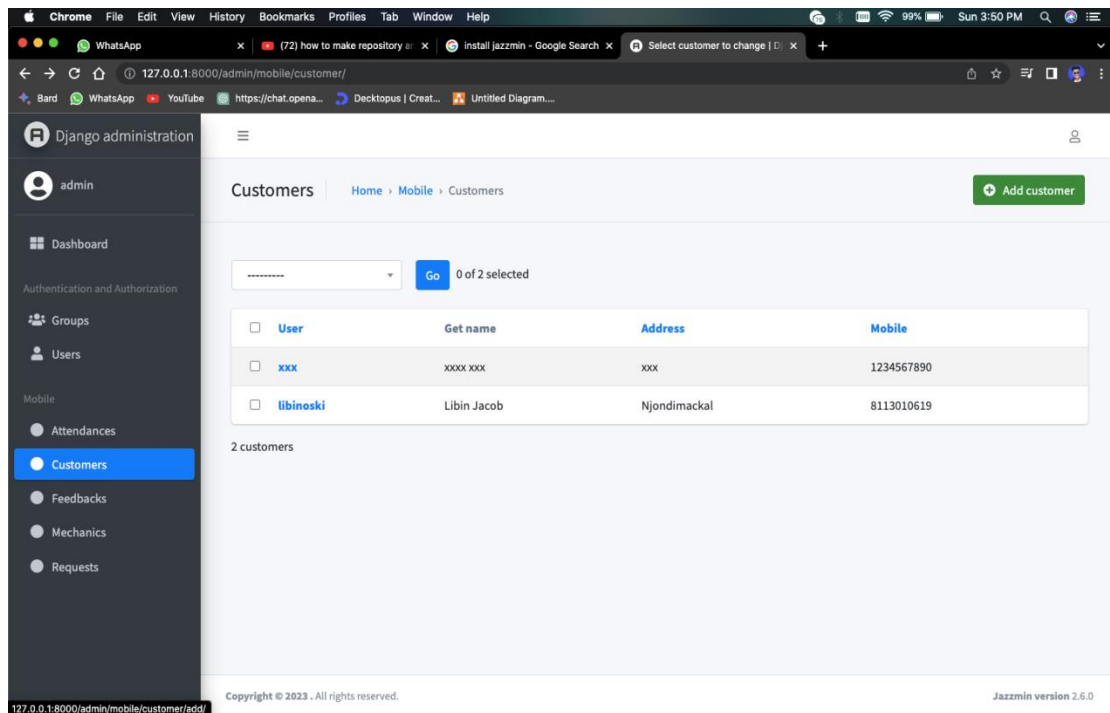 Chrome File Edit View History Bookmarks Profiles Tab Window Help 99% Sun 3:50 PM
WhatsApp (72) how to make repository ar install jazzmin - Google Search Select customer to change | Dj
127.0.0.1:8000/admin/mobile/customer/
Bard WhatsApp YouTube https://chat.opena... Decktopus | Creat... Untitled Diagram....
Django administration
admin
Customers Home › Mobile › Customers Add customer
Dashboard
--------- Go 0 of 2 selected
Authentication and Authorization
Groups
Users
Mobile
Attendances
Customers
Feedbacks
Mechanics
Requests
User Get name Address Mobile
xxx xxxx xxx xxx 1234567890
libinoski Libin Jacob Njondimackal 8113010619
2 customers
Copyright © 2023 . All rights reserved. Jazzmin version 2.6.0
127.0.0.1:8000/admin/mobile/customer/add/